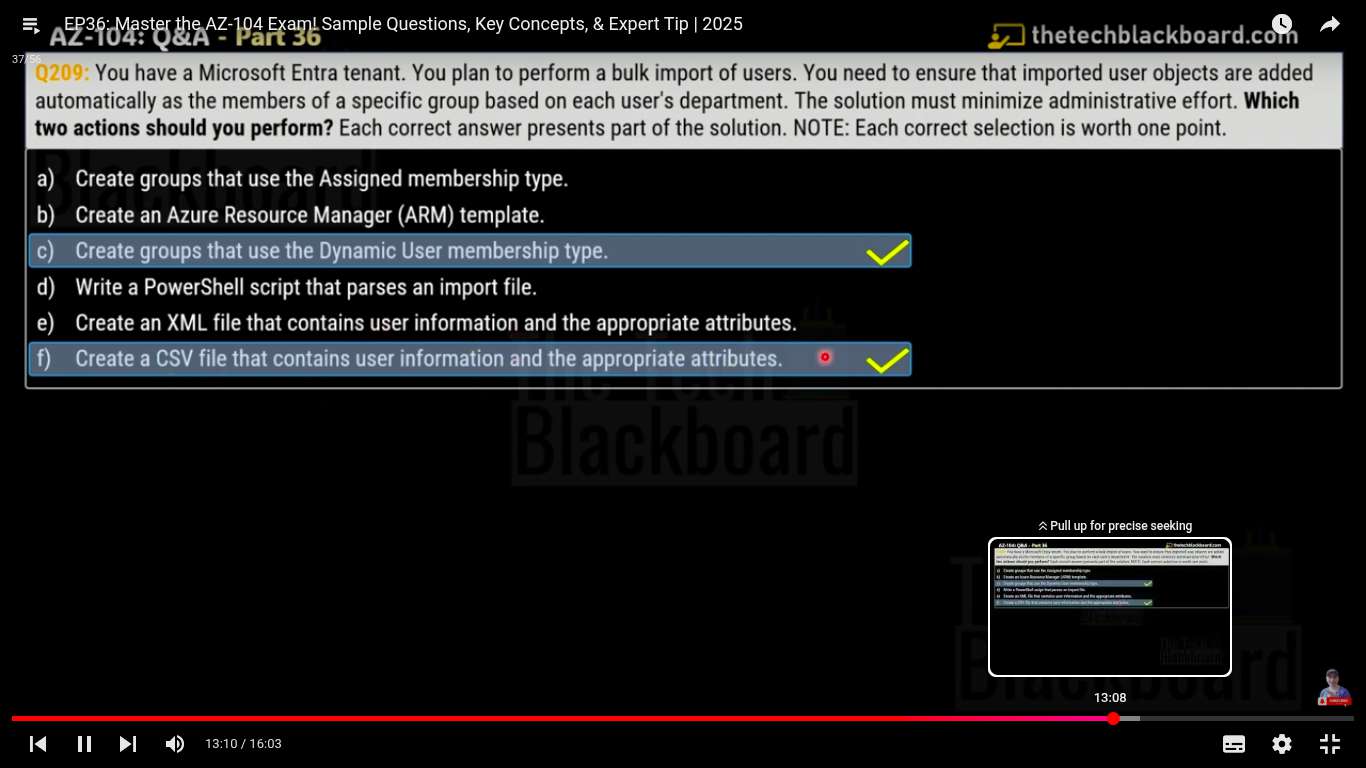 EP36: Master the AZ-104 Exam! Sample Questions, Key Concepts, & Expert Tip | 2025
AZ-104: Q&A - Part 36
thetechblackboard.com
37/56
Q209: You have a Microsoft Entra tenant. You plan to perform a bulk import of users. You need to ensure that imported user objects are added
automatically as the members of a specific group based on each user's department. The solution must minimize administrative effort. Which
two actions should you perform? Each correct answer presents part of the solution. NOTE: Each correct selection is worth one point.
a) Create groups that use the Assigned membership type.
b) Create an Azure Resource Manager (ARM) template.
c) Create groups that use the Dynamic User membership type.
d) Write a PowerShell script that parses an import file.
e) Create an XML file that contains user information and the appropriate attributes.
f) Create a CSV file that contains user information and the appropriate attributes.
The Tech
Blackboard
Pull up for precise seeking
AZ-104: Q&A - Part 36
thetechblackboard.com
13:08
13:10 / 16:03